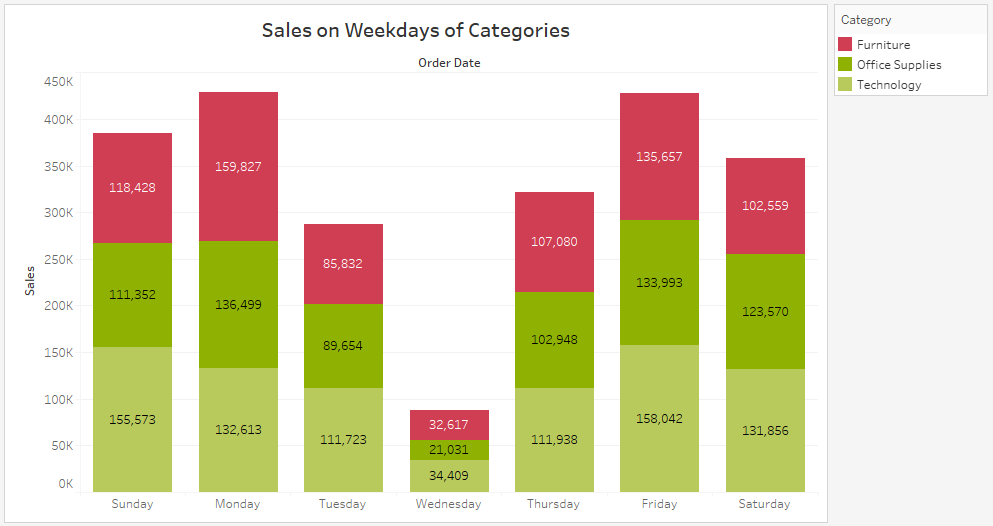 Sales on Weekdays of Categories
Order Date
Category
Furniture
Office Supplies
Technology
Sales
450K
400K
350K
300K
250K
200K
150K
100K
50K
0K
118,428
111,352
155,573
159,827
136,499
132,613
85,832
89,654
111,723
32,617
21,031
34,409
107,080
102,948
111,938
135,657
133,993
158,042
102,559
123,570
131,856
Sunday Monday Tuesday Wednesday Thursday Friday Saturday